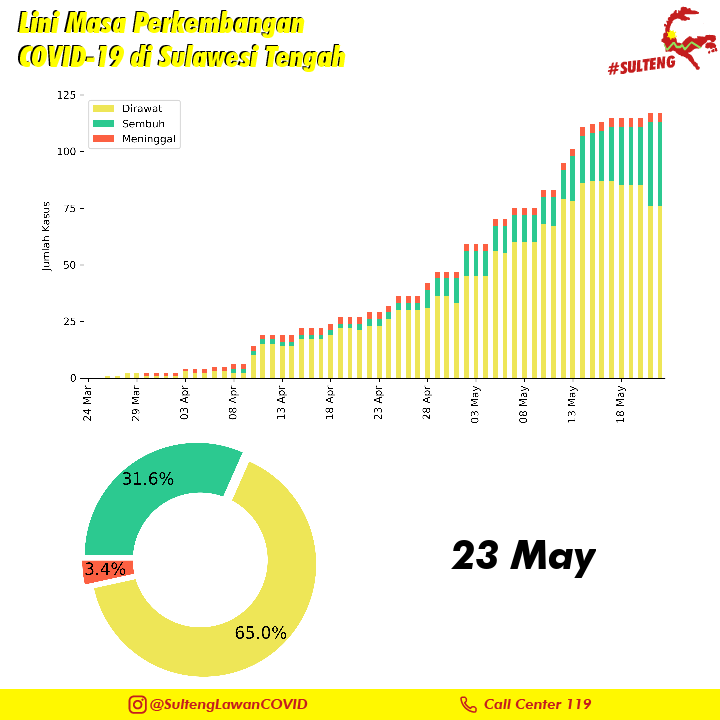 Lini Masa Perkembangan
COVID-19 di Sulawesi Tengah
#SULTENG
125
100
75
50
25
0
Jumlah Kasus
Dirawat
Sembuh
Meninggal
24 Mar
29 Mar
03 Apr
08 Apr
13 Apr
18 Apr
23 Apr
28 Apr
03 May
08 May
13 May
18 May
31.6%
3.4%
65.0%
23 May
@SultengLawanCOVID
Call Center 119